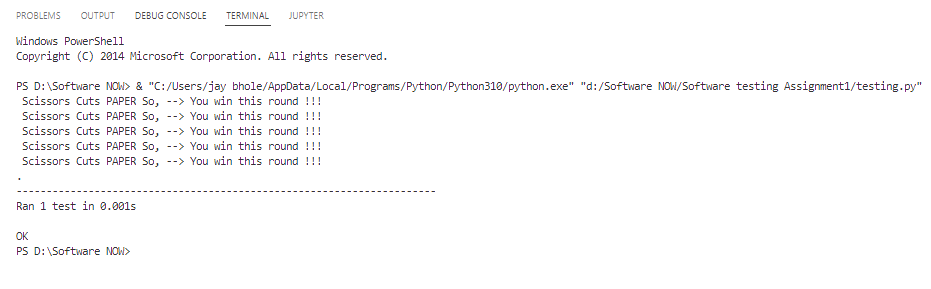 PROBLEMS OUTPUT DEBUG CONSOLE TERMINAL JUPYTER
Windows PowerShell
Copyright (C) 2014 Microsoft Corporation. All rights reserved.
PS D:\Software NOW> & "C:/Users/jay bhole/AppData/Local/Programs/Python/Python310/python.exe" "d:/Software NOW/Software testing Assignment1/testing.py"
Scissors Cuts PAPER So, --> You win this round !!!
Scissors Cuts PAPER So, --> You win this round !!!
Scissors Cuts PAPER So, --> You win this round !!!
Scissors Cuts PAPER So, --> You win this round !!!
Scissors Cuts PAPER So, --> You win this round !!!
.
----------------------------------------------------------------------
Ran 1 test in 0.001s
OK
PS D:\Software NOW>